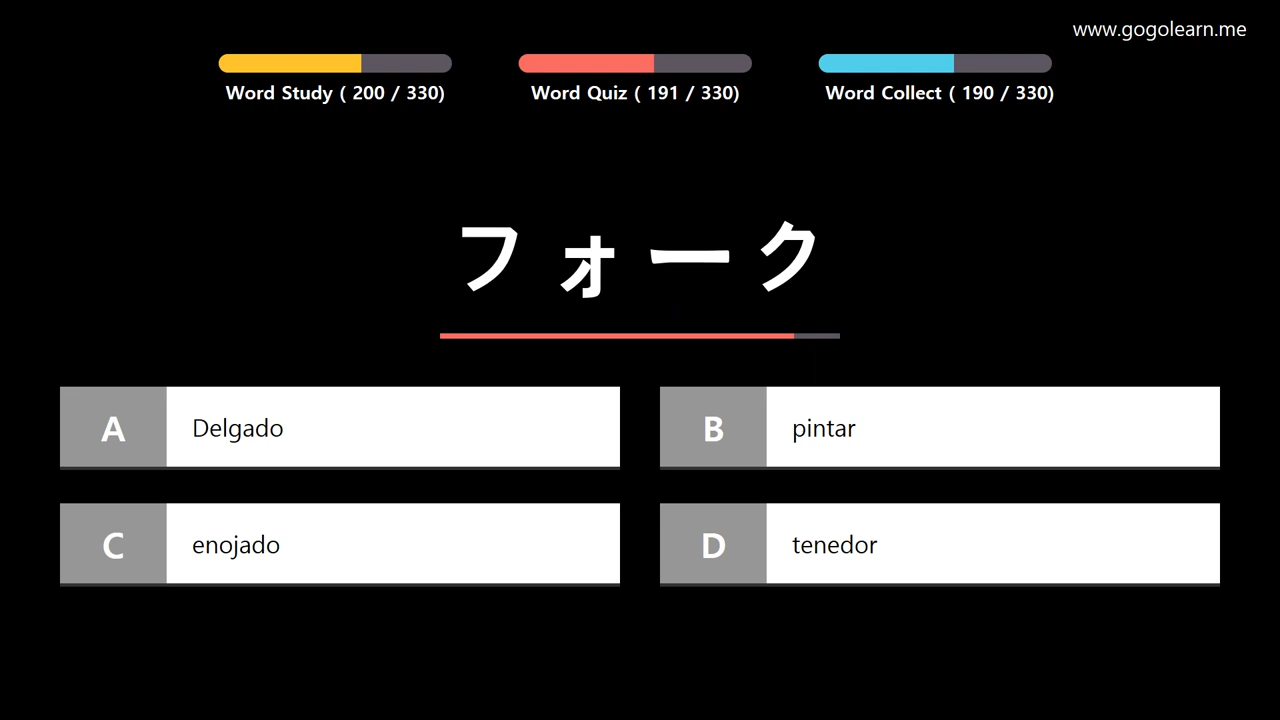 www.gogolearn.me
Word Study ( 200 / 330)
Word Quiz ( 191 / 330)
Word Collect ( 190 / 330)
フォーク
A Delgado
B pintar
C enojado
D tenedor